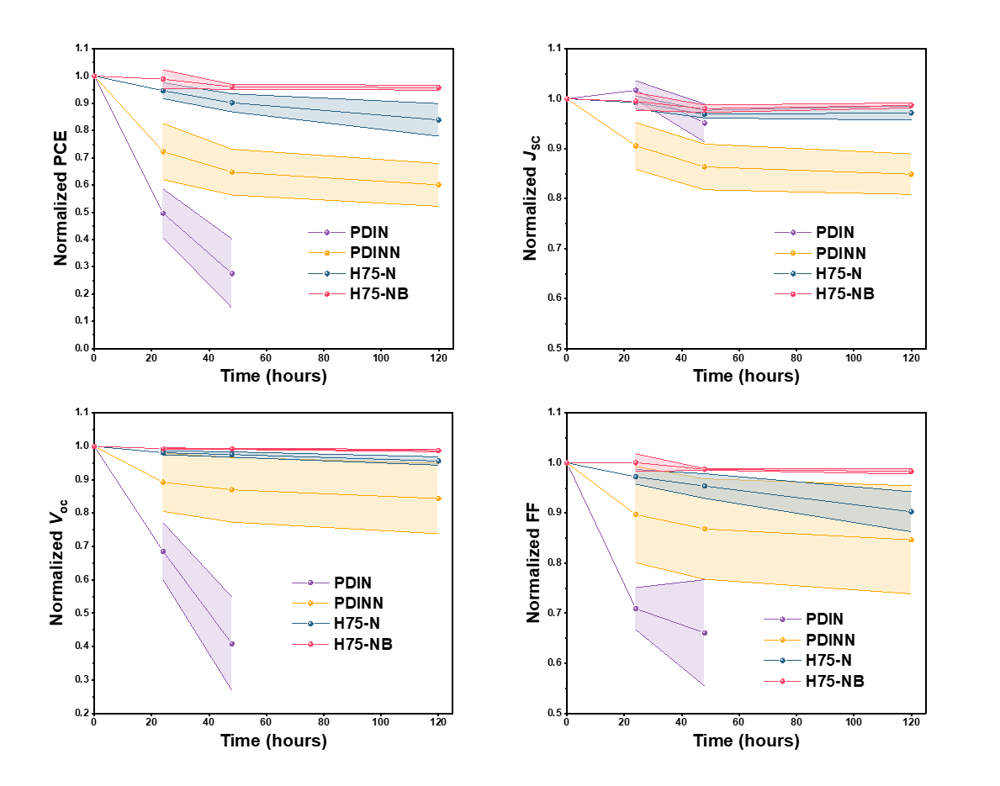 Normalized PCE
1.1
1.0
0.9
0.8
0.7
0.6
0.5
0.4
0.3
0.2
0.1
0.0
0 20 40 60 80 100 120
Time (hours)
PDIN
PDINN
H75-N
H75-NB
Normalized Jsc
1.1
1.0
0.9
0.8
0.7
0.6
0.5
0 20 40 60 80 100 120
Time (hours)
PDIN
PDINN
H75-N
H75-NB
Normalized Voc
1.1
1.0
0.9
0.8
0.7
0.6
0.5
0.4
0.3
0.2
0 20 40 60 80 100 120
Time (hours)
PDIN
PDINN
H75-N
H75-NB
Normalized FF
1.1
1.0
0.9
0.8
0.7
0.6
0.5
0 20 40 60 80 100 120
Time (hours)
PDIN
PDINN
H75-N
H75-NB